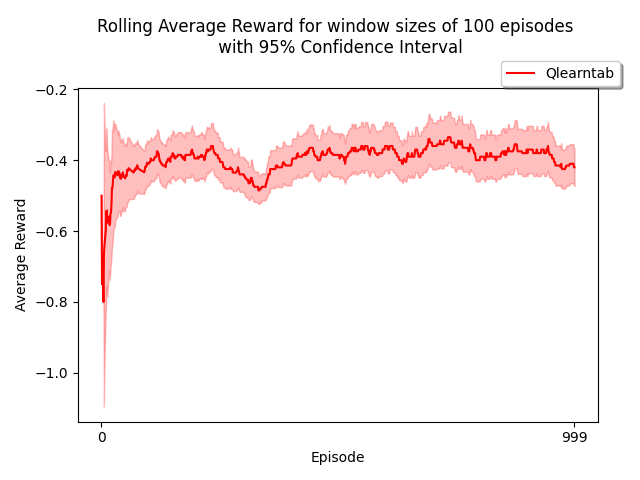 Rolling Average Reward for window sizes of 100 episodes
with 95% Confidence Interval
Qlearntab
−0.2
−0.4
−0.6
−0.8
−1.0
Average Reward
0
999
Episode